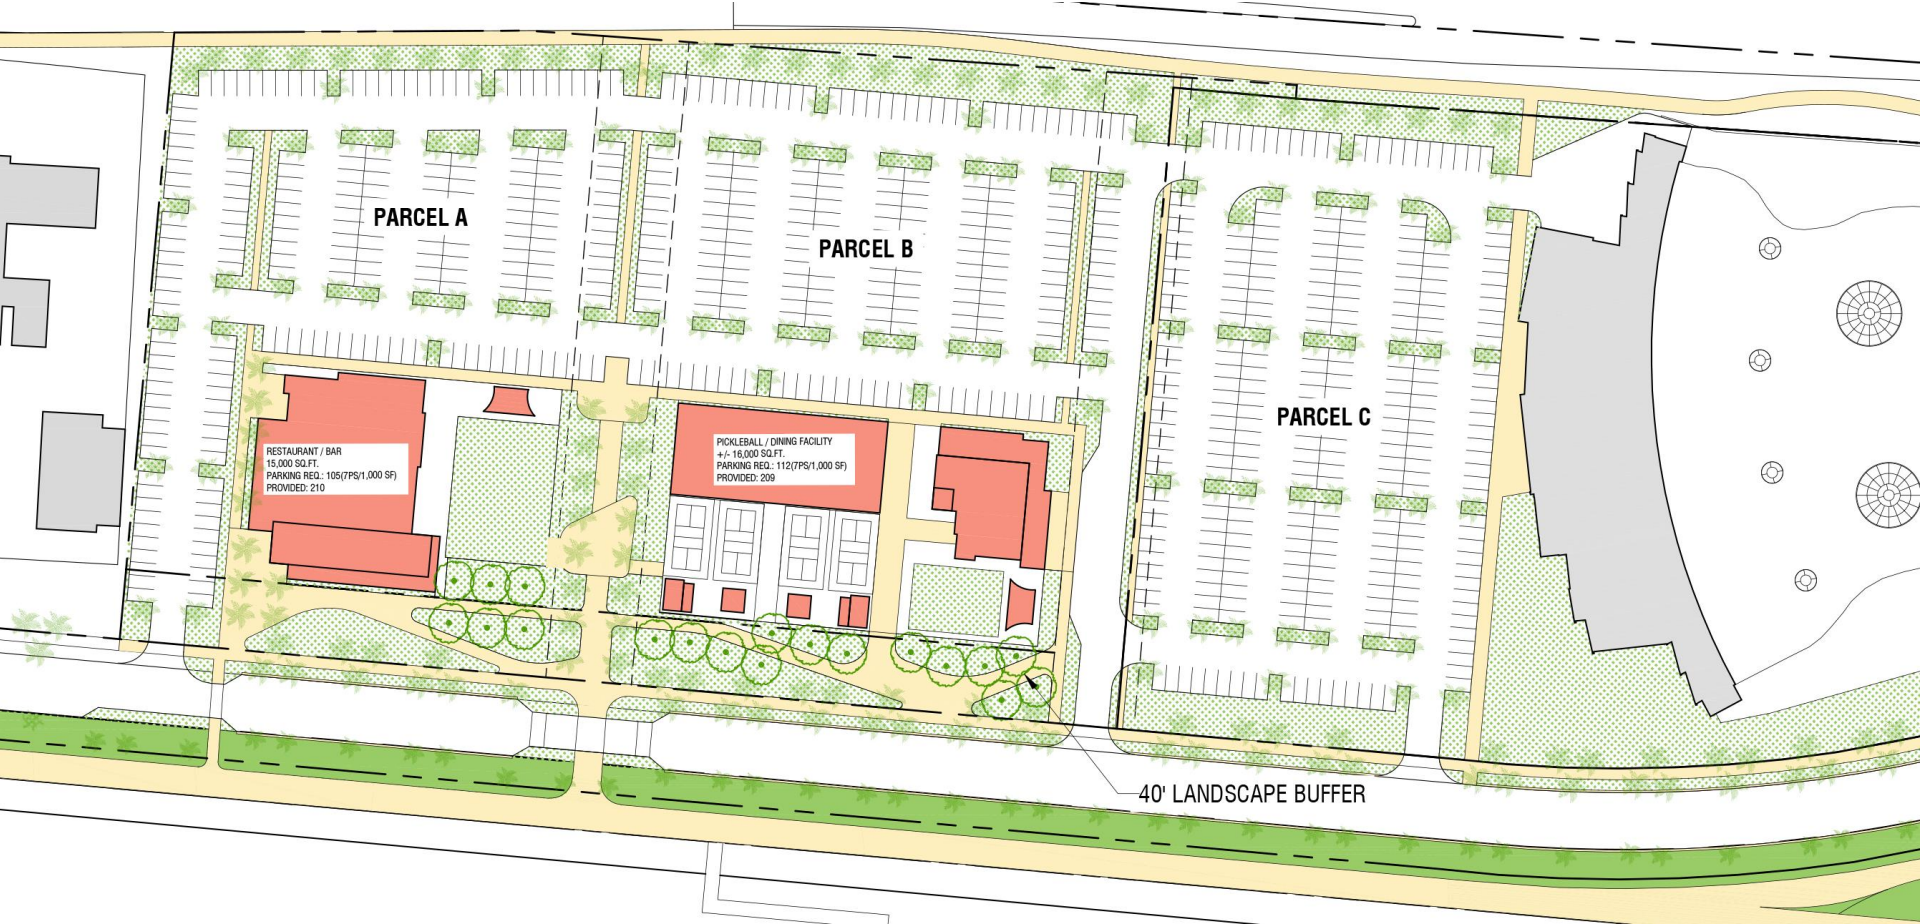 PARCEL A
PARCEL B
PARCEL C
RESTAURANT / BAR
15,000 SQ.FT.
PARKING REQ.: 105(7PS/1,000 SF)
PROVIDED: 210
PICKLEBALL / DINING FACILITY
+/- 16,000 SQ.FT.
PARKING REQ.: 112(7PS/1,000 SF)
PROVIDED: 209
40' LANDSCAPE BUFFER